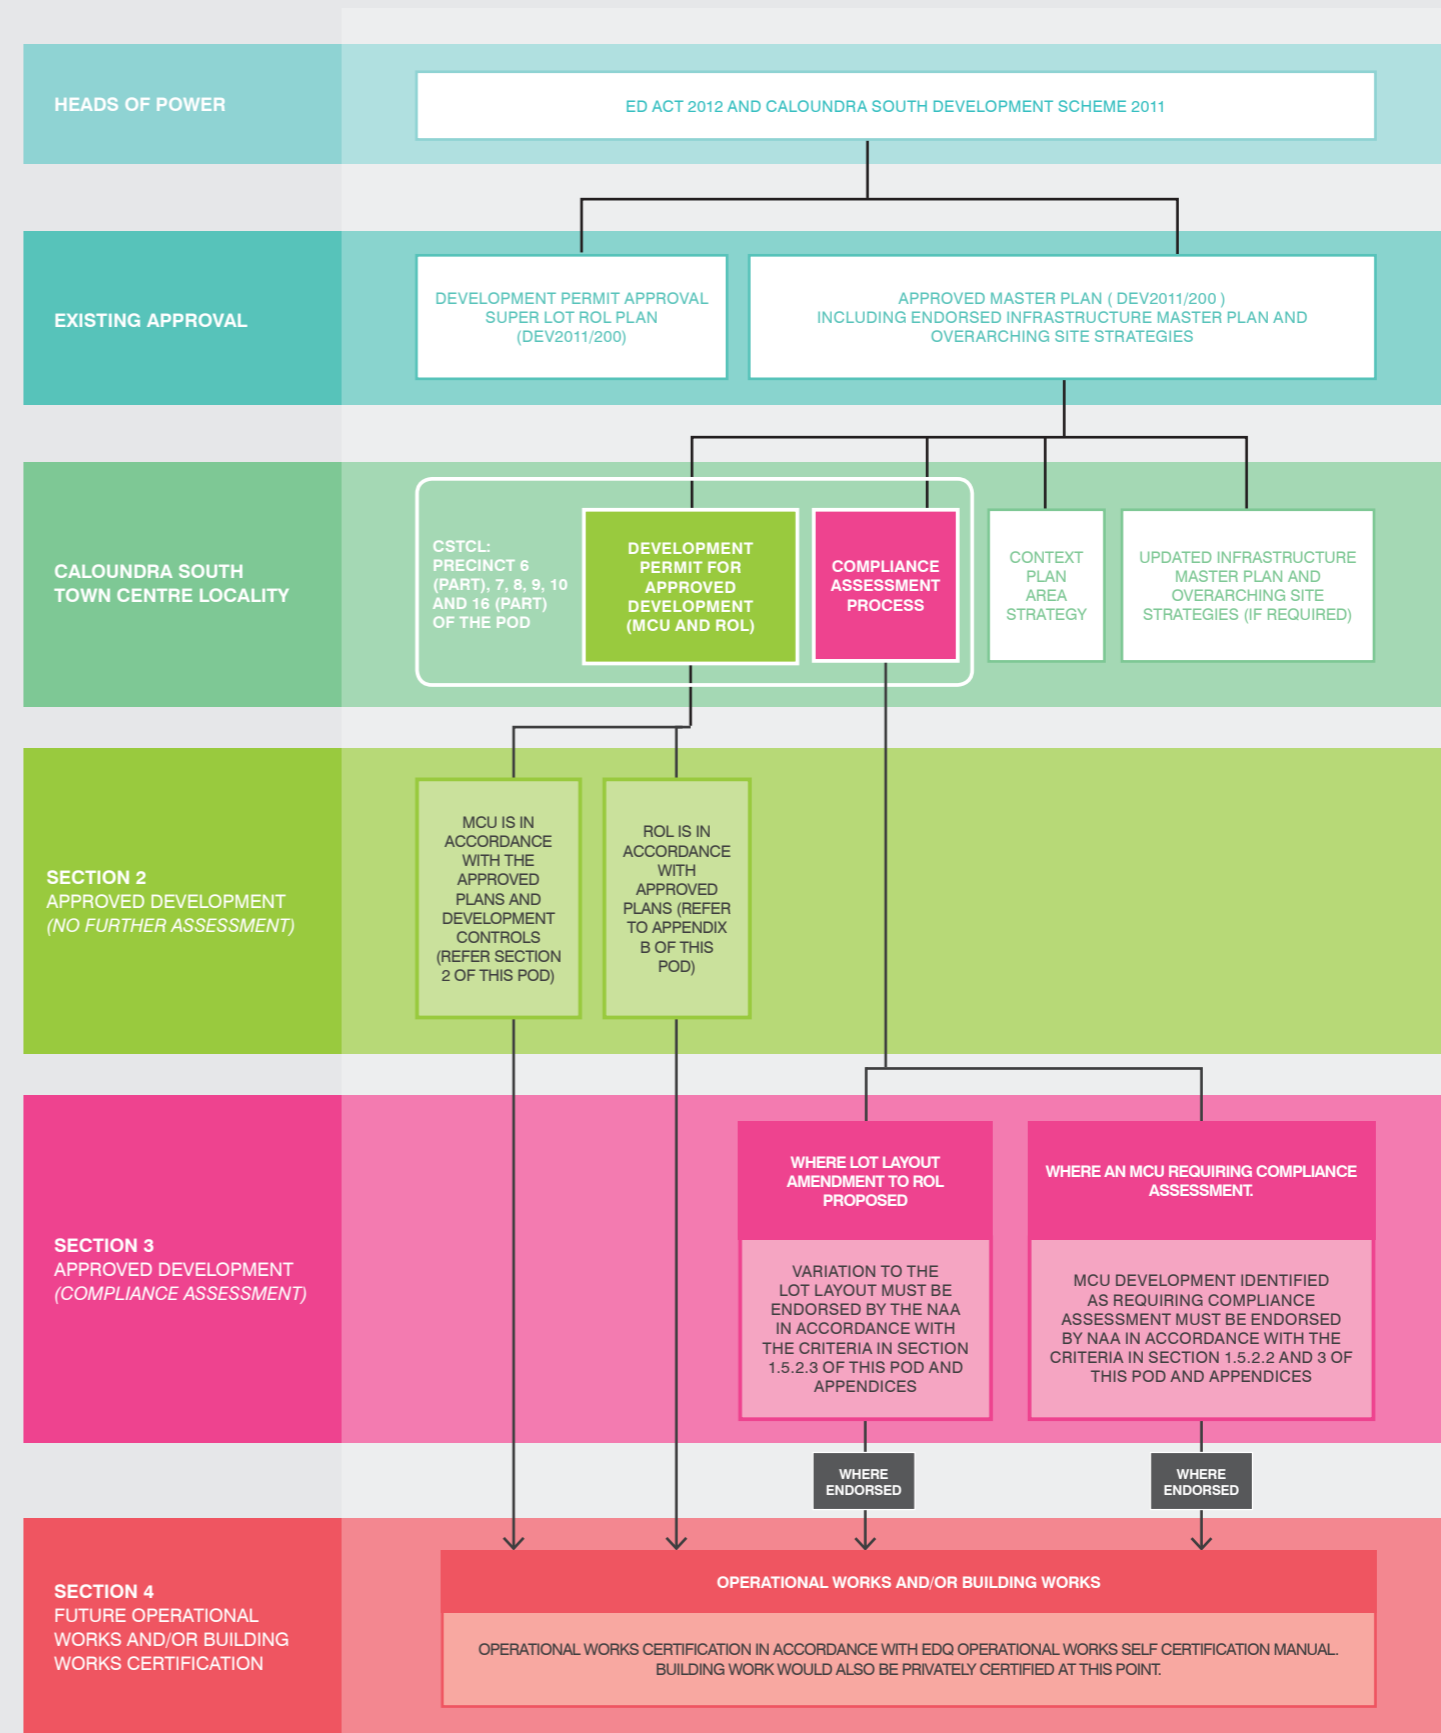 HEADS OF POWER
ED ACT 2012 AND CALOUNDRA SOUTH DEVELOPMENT SCHEME 2011
EXISTING APPROVAL
DEVELOPMENT PERMIT APPROVAL
SUPER LOT ROL PLAN
(DEV2011/200)
APPROVED MASTER PLAN ( DEV2011/200 )
INCLUDING ENDORSED INFRASTRUCTURE MASTER PLAN AND
OVERARCHING SITE STRATEGIES
CALOUNDRA SOUTH
TOWN CENTRE LOCALITY
CSTCL:
PRECINCT 6
(PART), 7, 8, 9, 10
AND 16 (PART)
OF THE POD
DEVELOPMENT
PERMIT FOR
APPROVED
DEVELOPMENT
(MCU AND ROL)
COMPLIANCE
ASSESSMENT
PROCESS
CONTEXT
PLAN
AREA
STRATEGY
UPDATED INFRASTRUCTURE
MASTER PLAN AND
OVERARCHING SITE
STRATEGIES (IF REQUIRED)
SECTION 2
APPROVED DEVELOPMENT
(NO FURTHER ASSESSMENT)
MCU IS IN
ACCORDANCE
WITH THE
APPROVED
PLANS AND
DEVELOPMENT
CONTROLS
(REFER SECTION
2 OF THIS POD)
ROL IS IN
ACCORDANCE
WITH
APPROVED
PLANS (REFER
TO APPENDIX
B OF THIS
POD)
SECTION 3
APPROVED DEVELOPMENT
(COMPLIANCE ASSESSMENT)
WHERE LOT LAYOUT
AMENDMENT TO ROL
PROPOSED
VARIATION TO THE
LOT LAYOUT MUST BE
ENDORSED BY THE NAA
IN ACCORDANCE WITH
THE CRITERIA IN SECTION
1.5.2.3 OF THIS POD AND
APPENDICES
WHERE AN MCU REQUIRING COMPLIANCE
ASSESSMENT.
MCU DEVELOPMENT IDENTIFIED
AS REQUIRING COMPLIANCE
ASSESSMENT MUST BE ENDORSED
BY NAA IN ACCORDANCE WITH THE
CRITERIA IN SECTION 1.5.2.2 AND 3 OF
THIS POD AND APPENDICES
WHERE
ENDORSED
WHERE
ENDORSED
SECTION 4
FUTURE OPERATIONAL
WORKS AND/OR BUILDING
WORKS CERTIFICATION
OPERATIONAL WORKS AND/OR BUILDING WORKS
OPERATIONAL WORKS CERTIFICATION IN ACCORDANCE WITH EDQ OPERATIONAL WORKS SELF CERTIFICATION MANUAL.
BUILDING WORK WOULD ALSO BE PRIVATELY CERTIFIED AT THIS POINT.